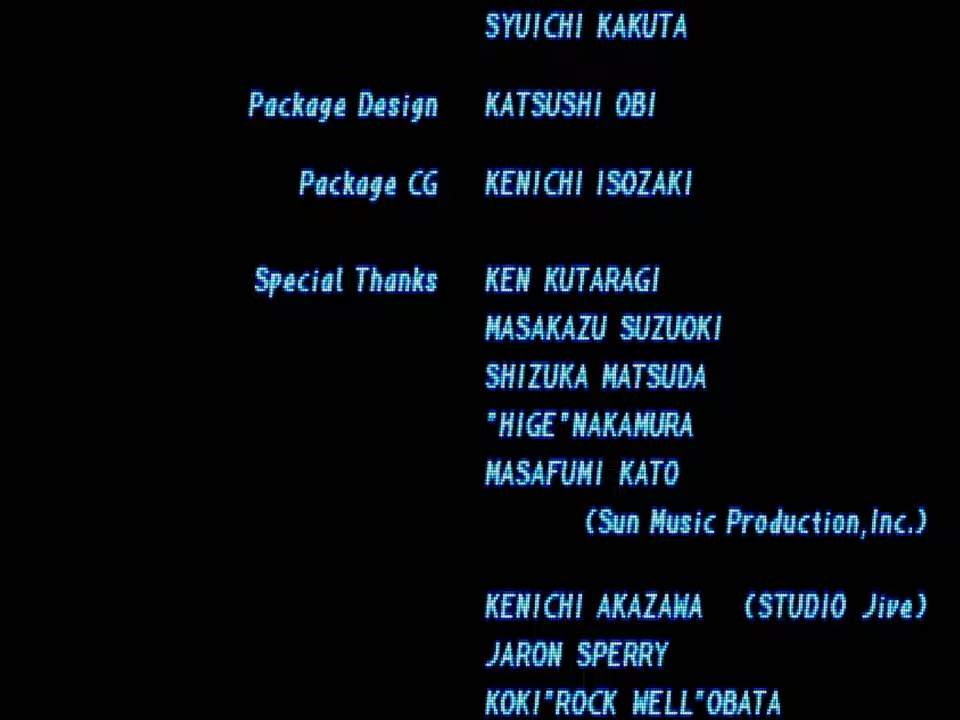 SYUICHI KAKUTA
Package Design KATSUSHI OBI
Package CG KENICHI ISOZAKI
Special Thanks KEN KUTARAGI
MASAKAZU SUZUOKI
SHIZUKA MATSUDA
"HIGE"NAKAMURA
MASAFUMI KATO
(Sun Music Production,Inc.)
KENICHI AKAZAWA (STUDIO Jive)
JARON SPERRY
KOKI"ROCK WELL"OBATA